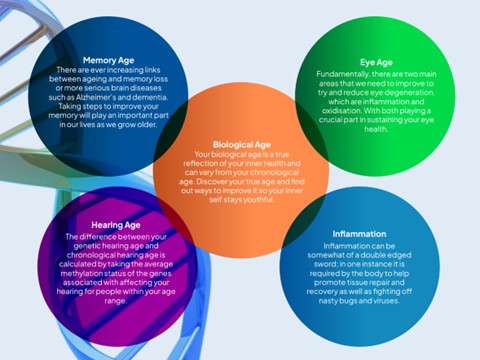 Memory Age
There are ever increasing links
between ageing and memory loss
or more serious brain diseases
such as Alzheimer's and dementia.
Taking steps to improve your
memory will play an important part
in our lives as we grow older.
Eye Age
Fundamentally, there are two main
areas that we need to improve to
try and reduce eye degeneration,
which are inflammation and
oxidisation. With both playing a
crucial part in sustaining your eye
health.
Biological Age
Your biological age is a true
reflection of your inner health and
can vary from your chronological
age. Discover your true age and find
out ways to improve it so your inner
self stays youthful.
Hearing Age
The difference between your
genetic hearing age and
chronological hearing age is
calculated by taking the average
methylation status of the genes
associated with affecting your
hearing for people within your age
range.
Inflammation
Inflammation can be
somewhat of a double edged
sword; in one instance it is
required by the body to help
promote tissue repair and
recovery as well as fighting off
nasty bugs and viruses.